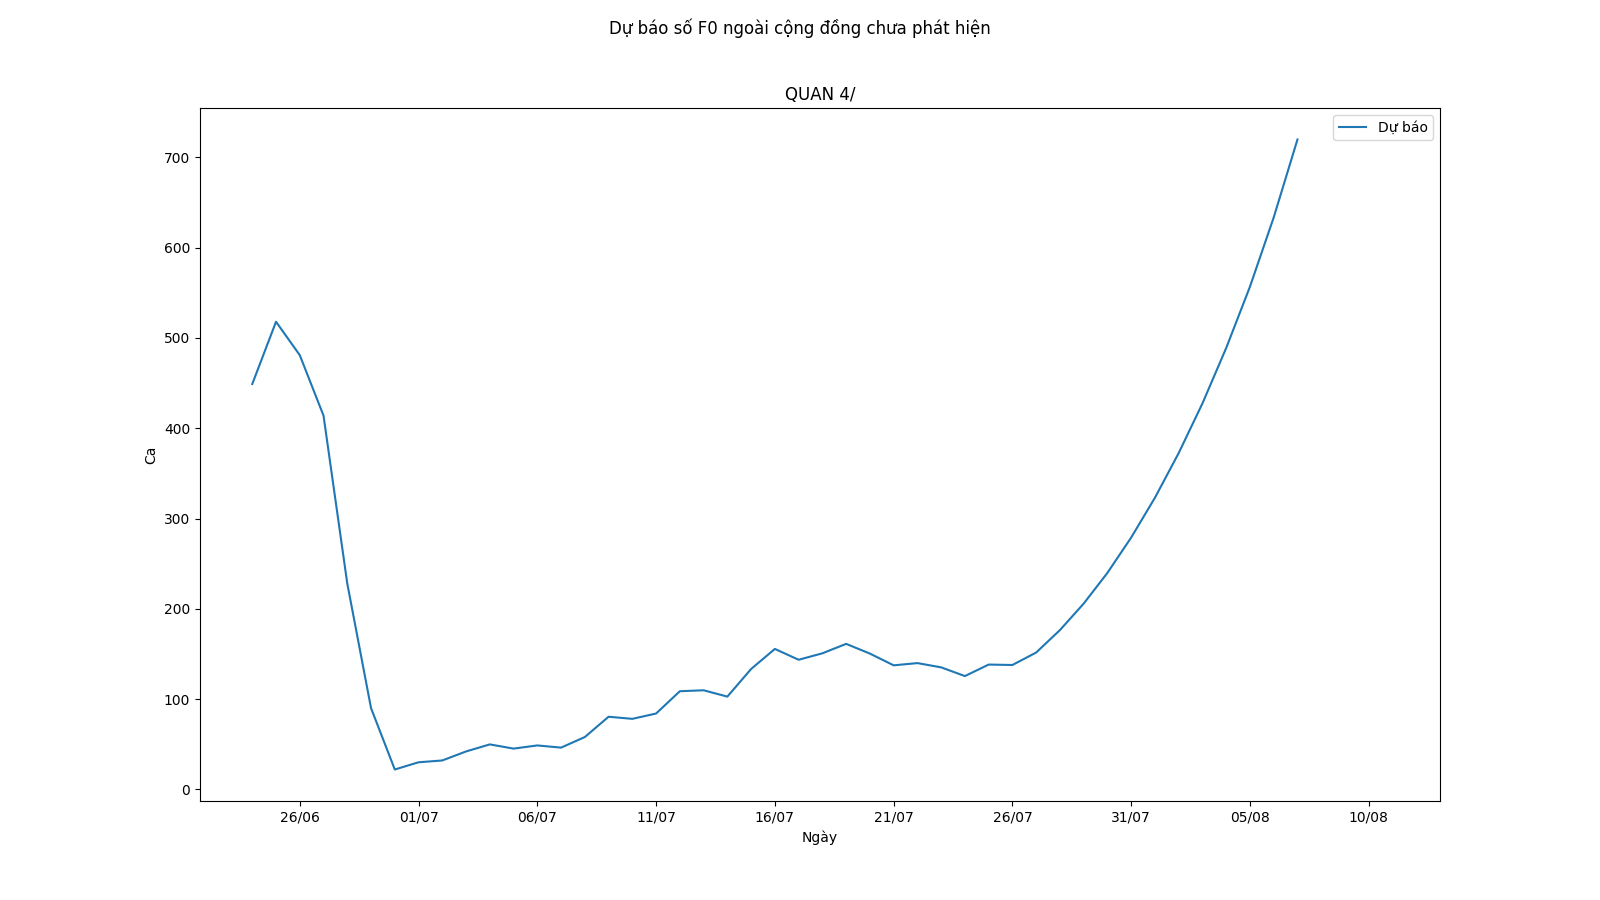 Dự báo số F0 ngoài cộng đồng chưa phát hiện
QUAN 4/
Dự báo
700
600
500
400
300
200
100
0
Ca
26/06 01/07 06/07 11/07 16/07 21/07 26/07 31/07 05/08 10/08
Ngày